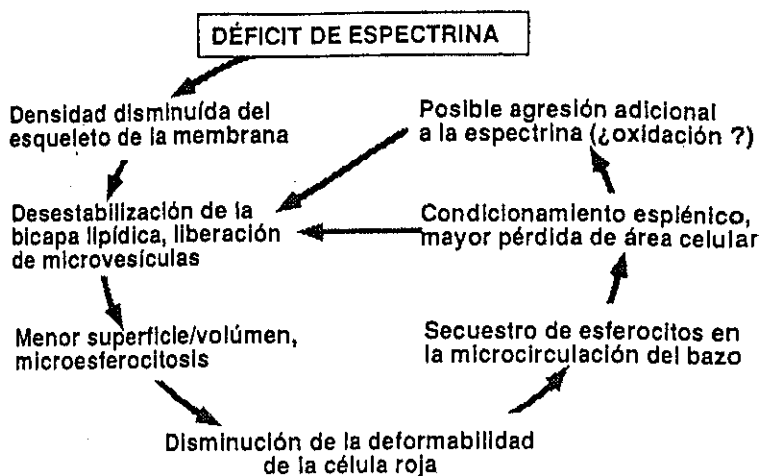 DÉFICIT DE ESPECTRINA
Densidad disminuída del
esqueleto de la membrana
Desestabilización de la
bicapa lipídica, liberación
de microvesículas
Menor superficie/volúmen,
microesferocitosis
Disminución de la deformabilidad
de la célula roja
Secuestro de esferocitos en
la microcirculación del bazo
Condicionamiento esplénico,
mayor pérdida de área celular
Posible agresión adicional
a la espectrina (¿oxidación ?)